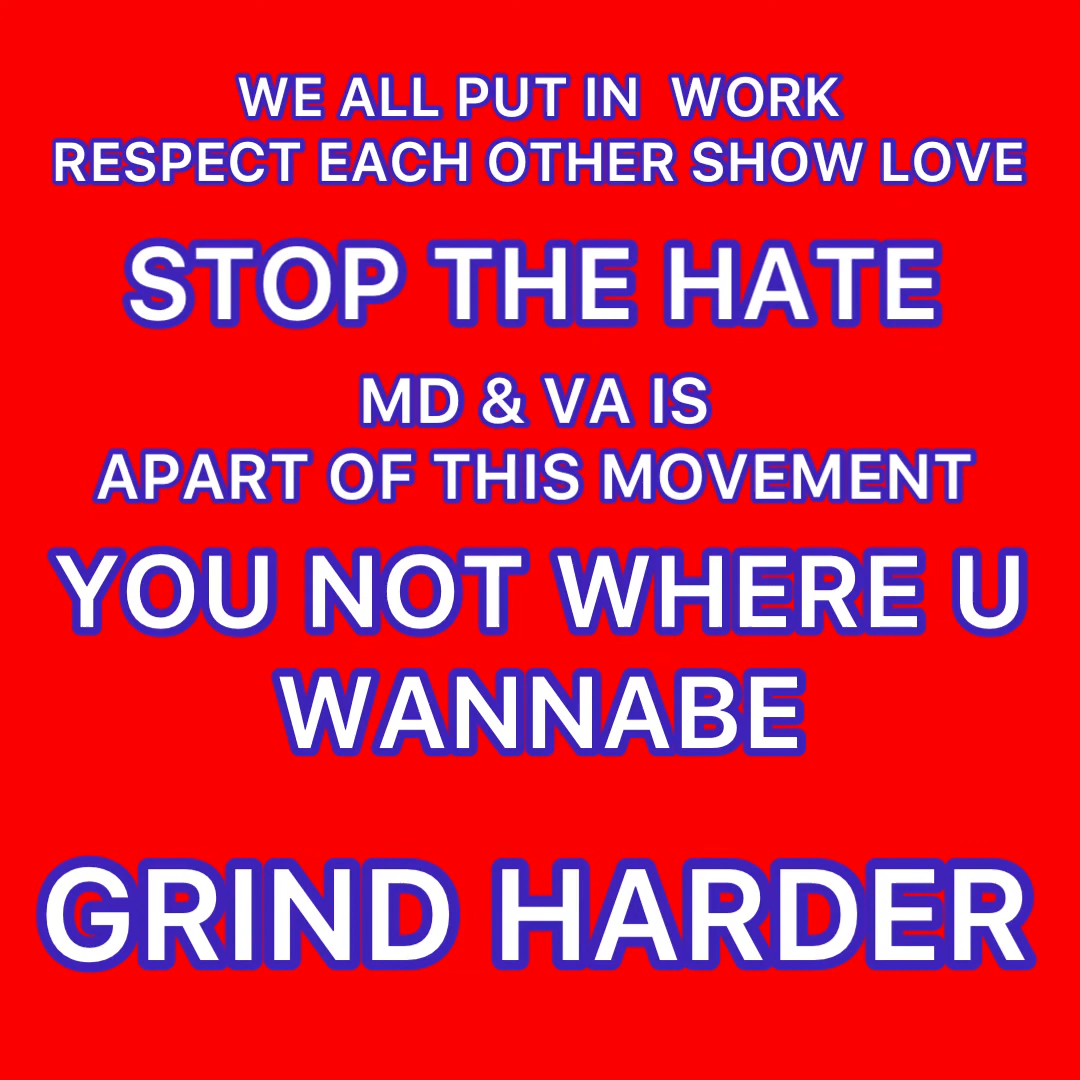 WE ALL PUT IN  WORK
RESPECT EACH OTHER SHOW LOVE
STOP THE HATE
MD & VA IS
APART OF THIS MOVEMENT
YOU NOT WHERE U
WANNABE
GRIND HARDER